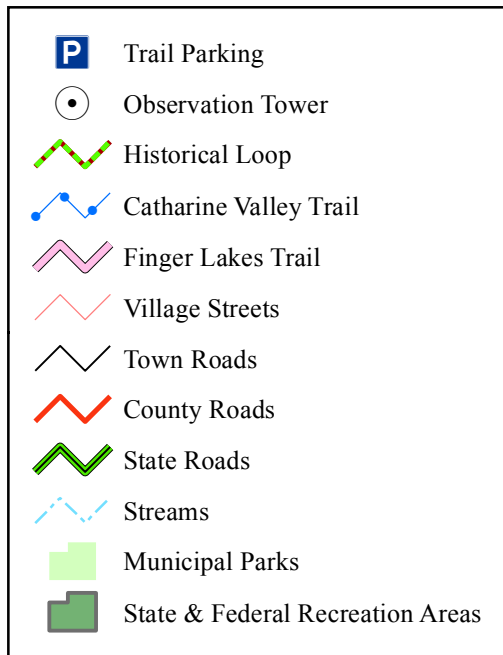 P Trail Parking
Observation Tower
Historical Loop
Catharine Valley Trail
Finger Lakes Trail
Village Streets
Town Roads
County Roads
State Roads
Streams
Municipal Parks
State & Federal Recreation Areas